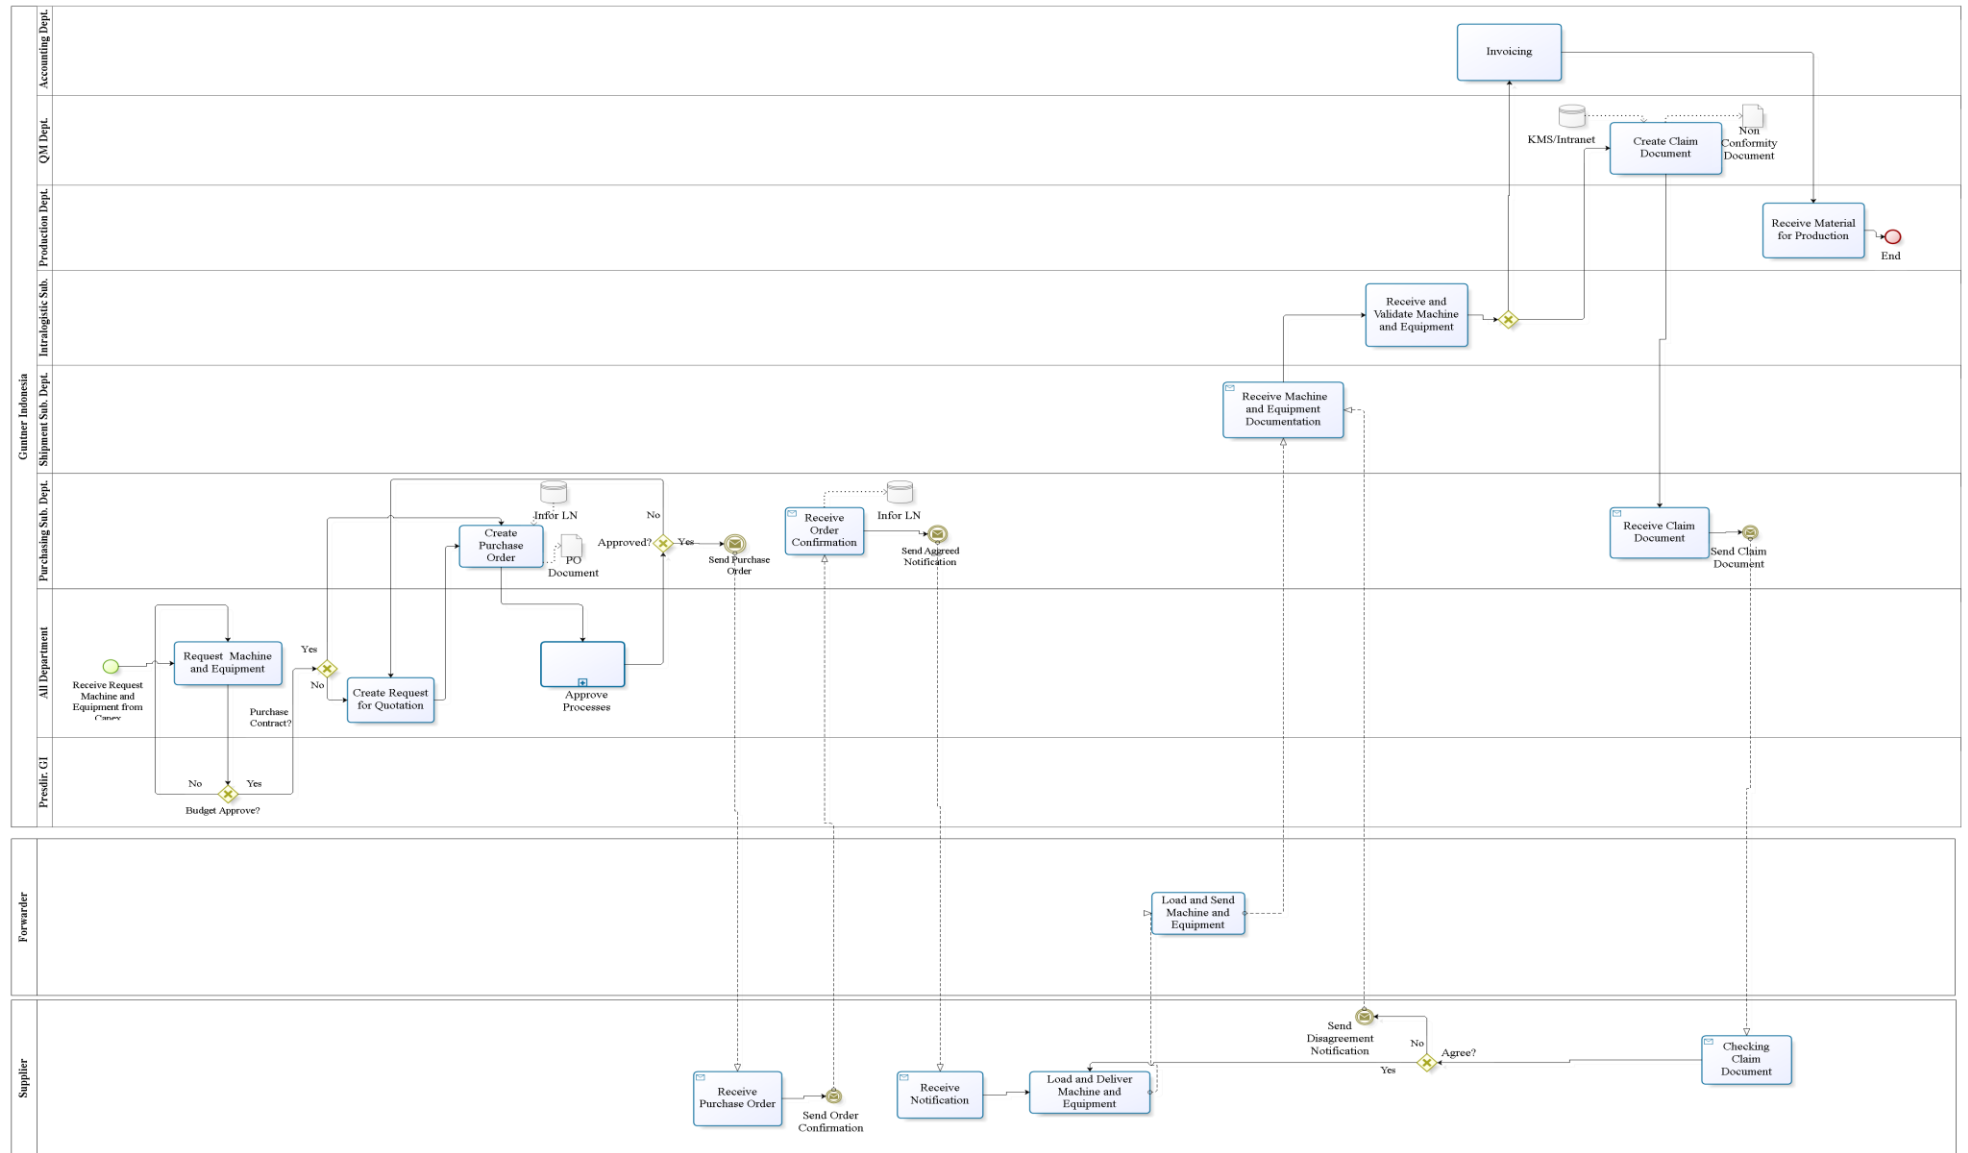 Guntner Indonesia
Accounting Dept.
Invoicing
QM Dept.
KMS/Intranet
Create Claim
Document
Non
Conformity
Document
Production Dept.
Receive Material
for Production
End
Intralogistic Sub.
Receive and
Validate Machine
and Equipment
Shipment Sub. Dept.
Receive Machine
and Equipment
Documentation
Purchasing Sub. Dept.
Infor LN
Create
Purchase
Order
PO
Document
No
Approved?
Yes
Send Purchase
Order
Receive
Order
Confirmation
Infor LN
Send Aggreed
Notification
Receive Claim
Document
Send Claim
Document
All Department
Receive Request
Machine and
Equipment from
Capex
Request Machine
and Equipment
Purchase
Contract?
Yes
No
Create Request
for Quotation
Approve
Processes
Presdir. GI
No
Yes
Budget Approve?
Forwarder
Load and Send
Machine and
Equipment
Supplier
Receive
Purchase Order
Send Order
Confirmation
Receive
Notification
Load and Deliver
Machine and
Equipment
Send
Disagreement
Notification
No
Agree?
Yes
Checking
Claim
Document